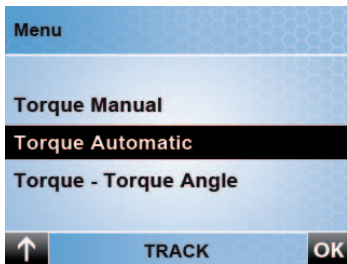 Menu
Torque Manual
Torque Automatic
Torque - Torque Angle
↑ TRACK OK